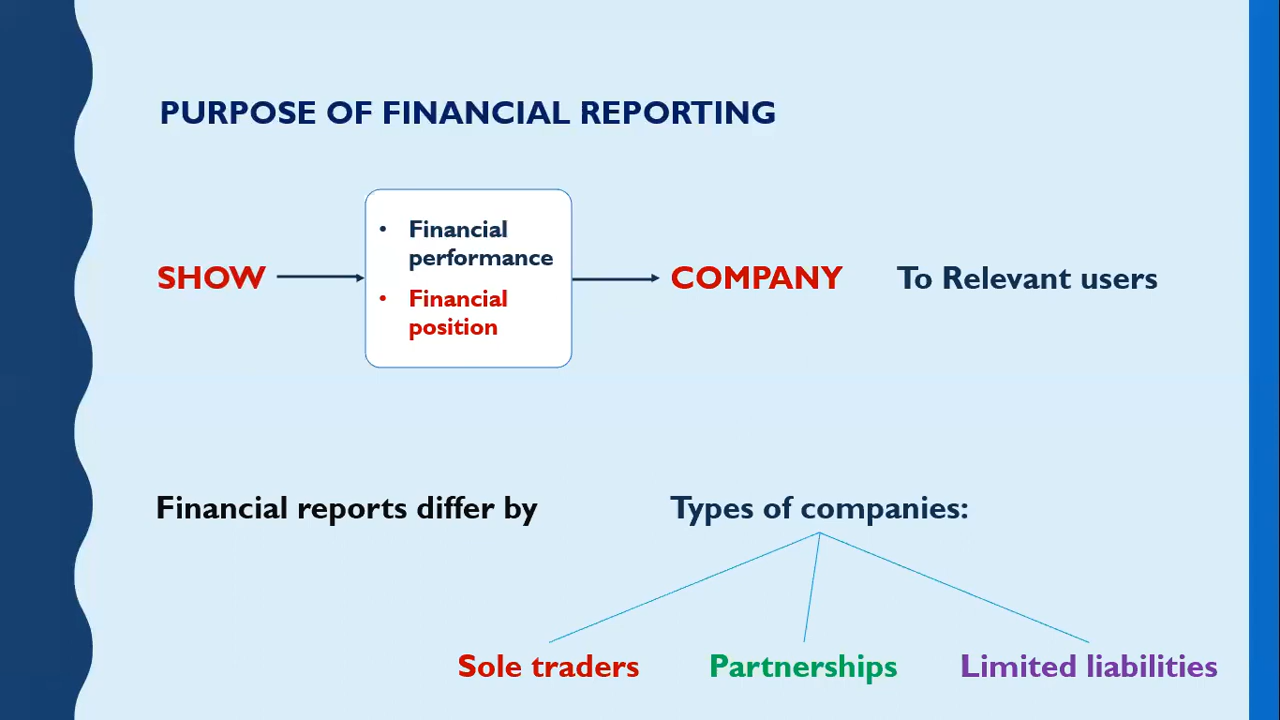 PURPOSE OF FINANCIAL REPORTING
SHOW
• Financial
performance
• Financial
position
COMPANY
To Relevant users
Financial reports differ by
Types of companies:
Sole traders
Partnerships
Limited liabilities